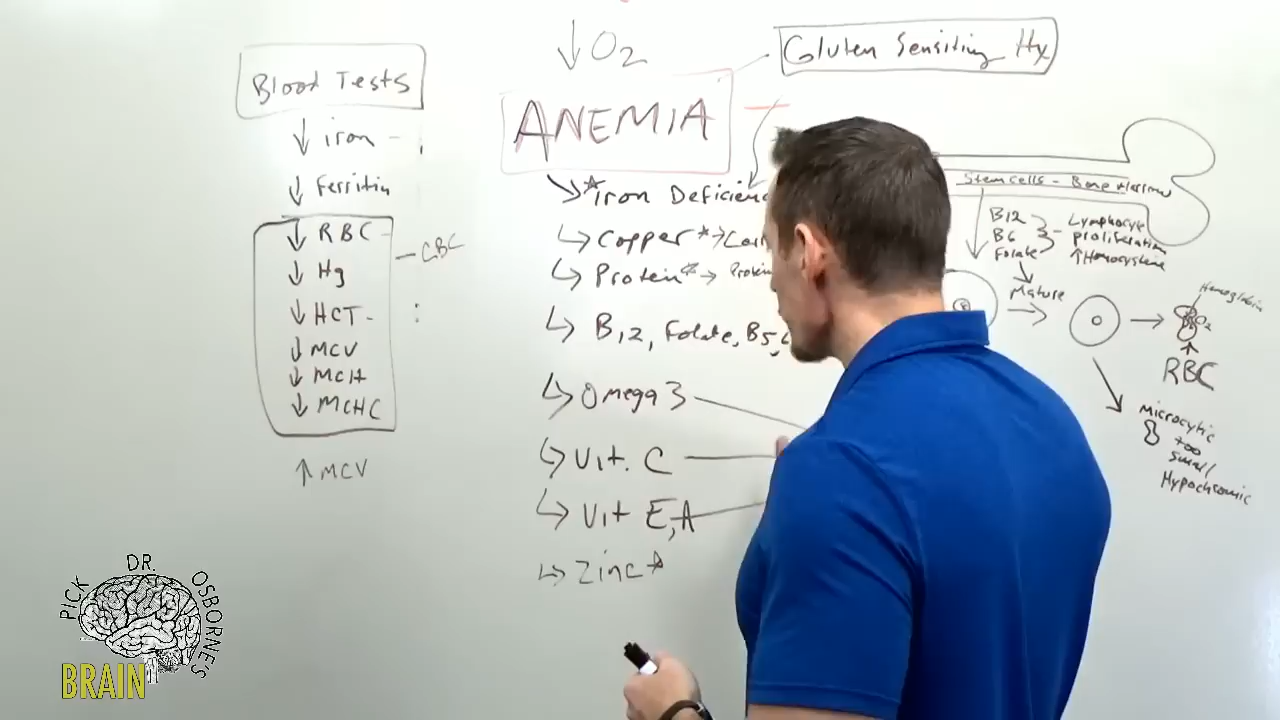 Blood Tests
↓ iron -
↓ Ferritin
↓ RBC -
↓ Hg
↓ HCT -
↓ MCV
↓ MCH
↓ MCHC
CBC
↑ MCV
↓ O2
ANEMIA
Gluten Sensitivity Hx
*Iron Deficienc
Copper *→
Protein * → Protein
B12, Folate, B5,
Omega 3
Vit. C
Vit E, A
Zinc *
Stem cells - Bone Marrow
B12
B6
Folate
Lymphocyte
proliferation
↑ Homocysteine
Mature
Hemoglobin
O2
RBC
Microcytic
too
small
Hypochromic
PICK DR. OSBORNE'S
BRAIN!!